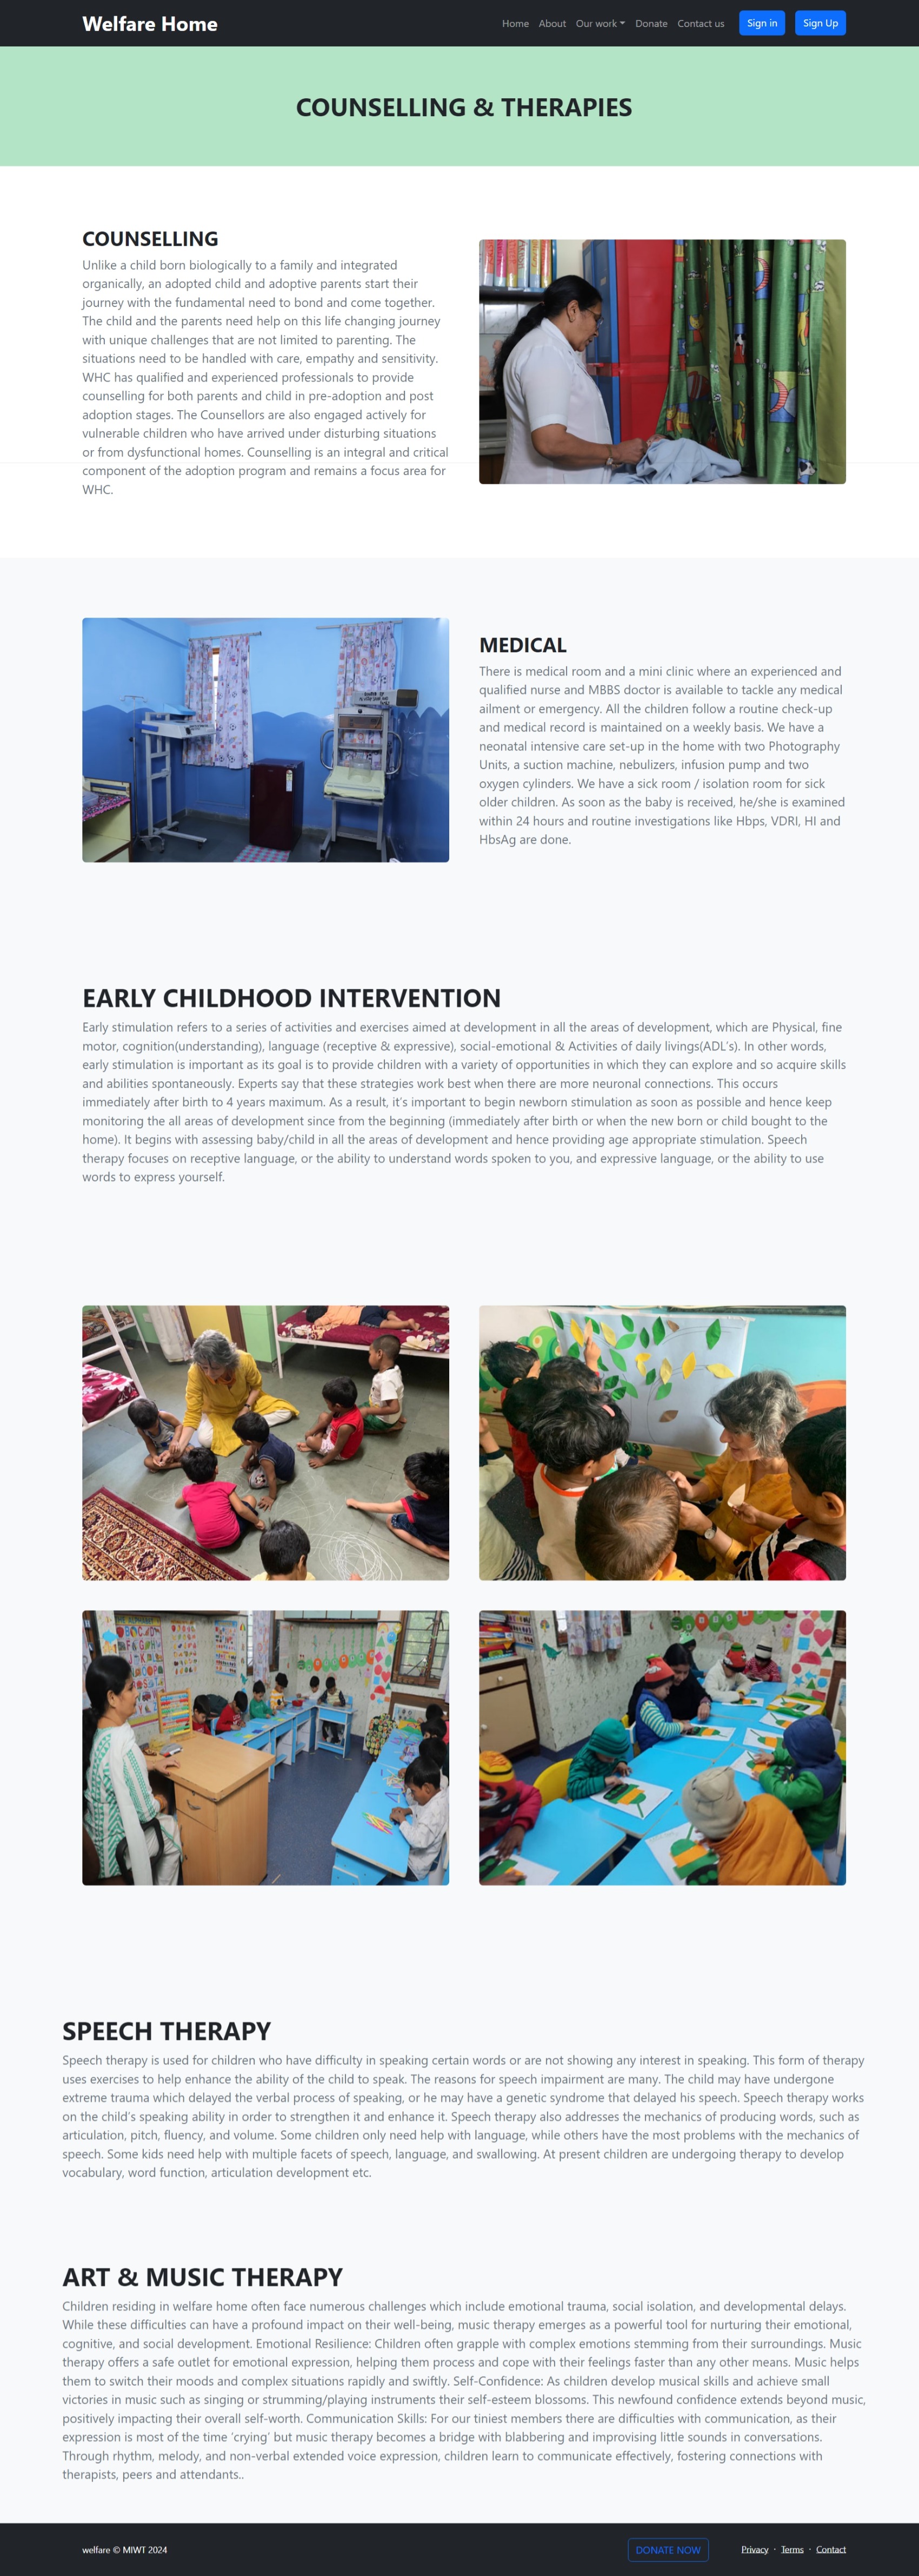 Welfare Home
Home About Our work Donate Contact us Sign in Sign Up
COUNSELLING & THERAPIES
COUNSELLING
Unlike a child born biologically to a family and integrated
organically, an adopted child and adoptive parents start their
journey with the fundamental need to bond and come together.
The child and the parents need help on this life changing journey
with unique challenges that are not limited to parenting. The
situations need to be handled with care, empathy and sensitivity.
WHC has qualified and experienced professionals to provide
counselling for both parents and child in pre-adoption and post
adoption stages. The Counsellors are also engaged actively for
vulnerable children who have arrived under disturbing situations
or from dysfunctional homes. Counselling is an integral and critical
component of the adoption program and remains a focus area for
WHC.
MEDICAL
There is medical room and a mini clinic where an experienced and
qualified nurse and MBBS doctor is available to tackle any medical
ailment or emergency. All the children follow a routine check-up
and medical record is maintained on a weekly basis. We have a
neonatal intensive care set-up in the home with two Photography
Units, a suction machine, nebulizers, infusion pump and two
oxygen cylinders. We have a sick room / isolation room for sick
older children. As soon as the baby is received, he/she is examined
within 24 hours and routine investigations like Hbps, VDRI, HI and
HbsAg are done.
EARLY CHILDHOOD INTERVENTION
Early stimulation refers to a series of activities and exercises aimed at development in all the areas of development, which are Physical, fine
motor, cognition(understanding), language (receptive & expressive), social-emotional & Activities of daily livings(ADL's). In other words,
early stimulation is important as its goal is to provide children with a variety of opportunities in which they can explore and so acquire skills
and abilities spontaneously. Experts say that these strategies work best when there are more neuronal connections. This occurs
immediately after birth to 4 years maximum. As a result, it's important to begin newborn stimulation as soon as possible and hence keep
monitoring the all areas of development since from the beginning (immediately after birth or when the new born or child bought to the
home). It begins with assessing baby/child in all the areas of development and hence providing age appropriate stimulation. Speech
therapy focuses on receptive language, or the ability to understand words spoken to you, and expressive language, or the ability to use
words to express yourself.
SPEECH THERAPY
Speech therapy is used for children who have difficulty in speaking certain words or are not showing any interest in speaking. This form of therapy
uses exercises to help enhance the ability of the child to speak. The reasons for speech impairment are many. The child may have undergone
extreme trauma which delayed the verbal process of speaking, or he may have a genetic syndrome that delayed his speech. Speech therapy works
on the child's speaking ability in order to strengthen it and enhance it. Speech therapy also addresses the mechanics of producing words, such as
articulation, pitch, fluency, and volume. Some children only need help with language, while others have the most problems with the mechanics of
speech. Some kids need help with multiple facets of speech, language, and swallowing. At present children are undergoing therapy to develop
vocabulary, word function, articulation development etc.
ART & MUSIC THERAPY
Children residing in welfare home often face numerous challenges which include emotional trauma, social isolation, and developmental delays.
While these difficulties can have a profound impact on their well-being, music therapy emerges as a powerful tool for nurturing their emotional,
cognitive, and social development. Emotional Resilience: Children often grapple with complex emotions stemming from their surroundings. Music
therapy offers a safe outlet for emotional expression, helping them process and cope with their feelings faster than any other means. Music helps
them to switch their moods and complex situations rapidly and swiftly. Self-Confidence: As children develop musical skills and achieve small
victories in music such as singing or strumming/playing instruments their self-esteem blossoms. This newfound confidence extends beyond music,
positively impacting their overall self-worth. Communication Skills: For our tiniest members there are difficulties with communication, as their
expression is most of the time 'crying' but music therapy becomes a bridge with blabbering and improvising little sounds in conversations.
Through rhythm, melody, and non-verbal extended voice expression, children learn to communicate effectively, fostering connections with
therapists, peers and attendants..
welfare © MIWT 2024 DONATE NOW Privacy · Terms · Contact